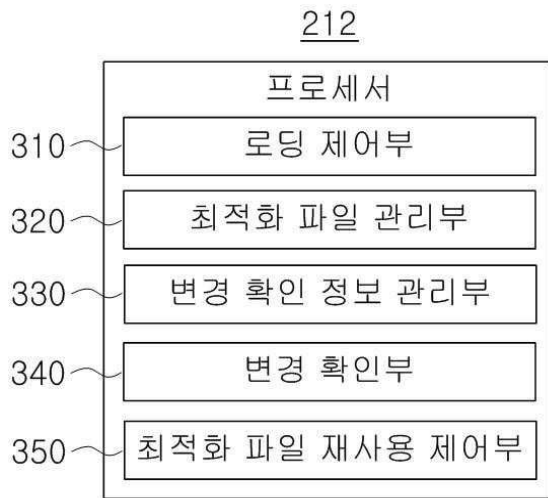 212
프로세서
310 로딩 제어부
320 최적화 파일 관리부
330 변경 확인 정보 관리부
340 변경 확인부
350 최적화 파일 재사용 제어부